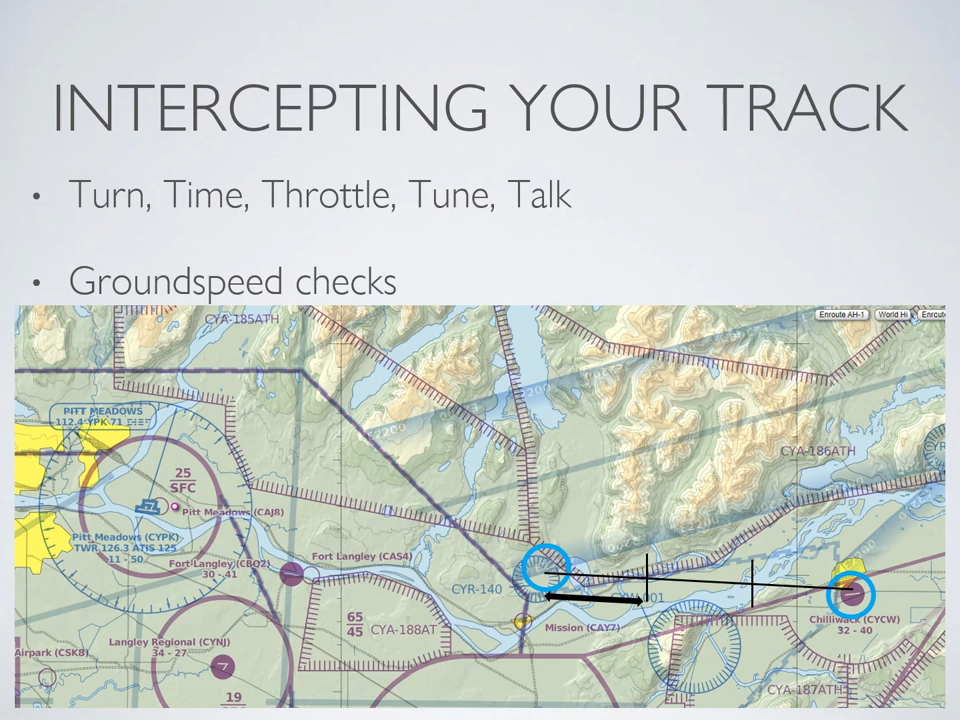 INTERCEPTING YOUR TRACK
• Turn, Time, Throttle, Tune, Talk
• Groundspeed checks
CYA-185ATH
Enroute AH-1
World Hi
Enroute
PITT MEADOWS
112.4 YPK 71
2200
2200
CYA-186ATH
25
SFC
Pitt Meadows (CAJ8)
Pitt Meadows (CYPK)
TWR 126.3 ATIS 125
11 - 50
Fort Langley (CBQ2)
30 - 41
Fort Langley (CAS4)
CYR-140
65
45
CYA-188AT
Mission (CAY7)
Chilliwack (CYCW)
32 - 40
Langley Regional (CYNJ)
34 - 27
Airpark (CSK8)
19
CYA-187ATH